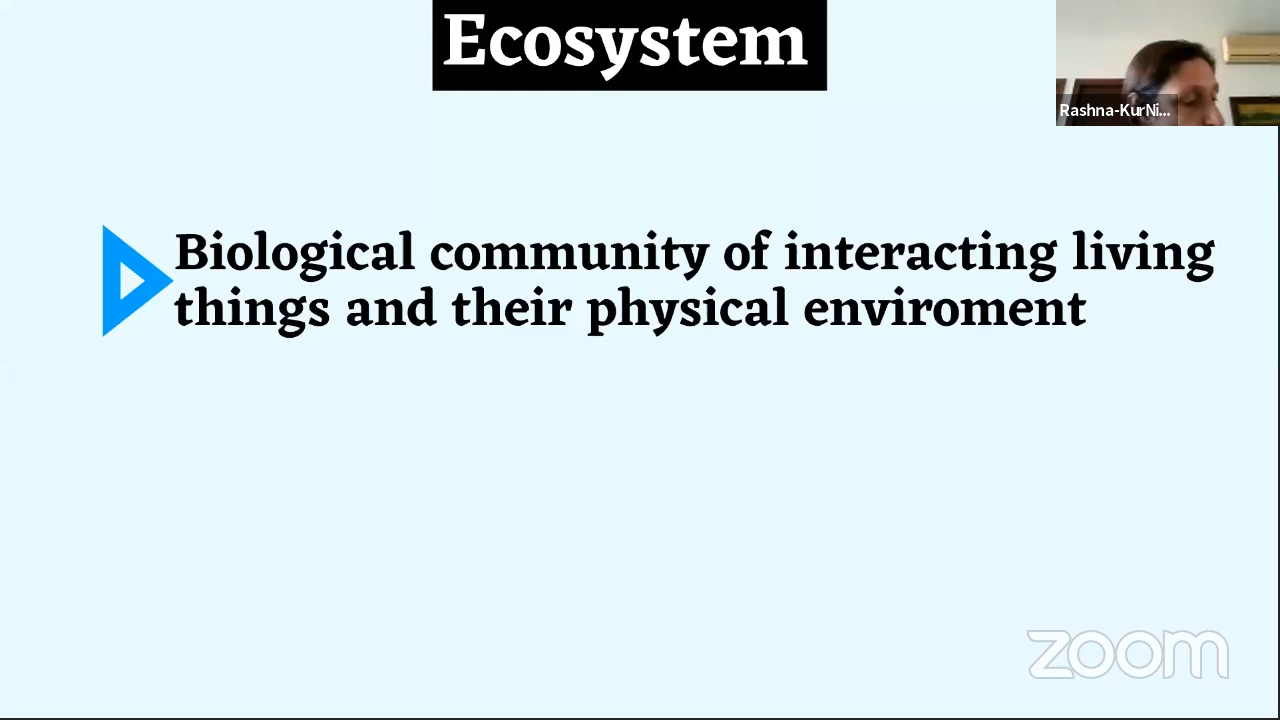 Ecosystem
Rashna-KurNi...
Biological community of interacting living
things and their physical enviroment
zoom